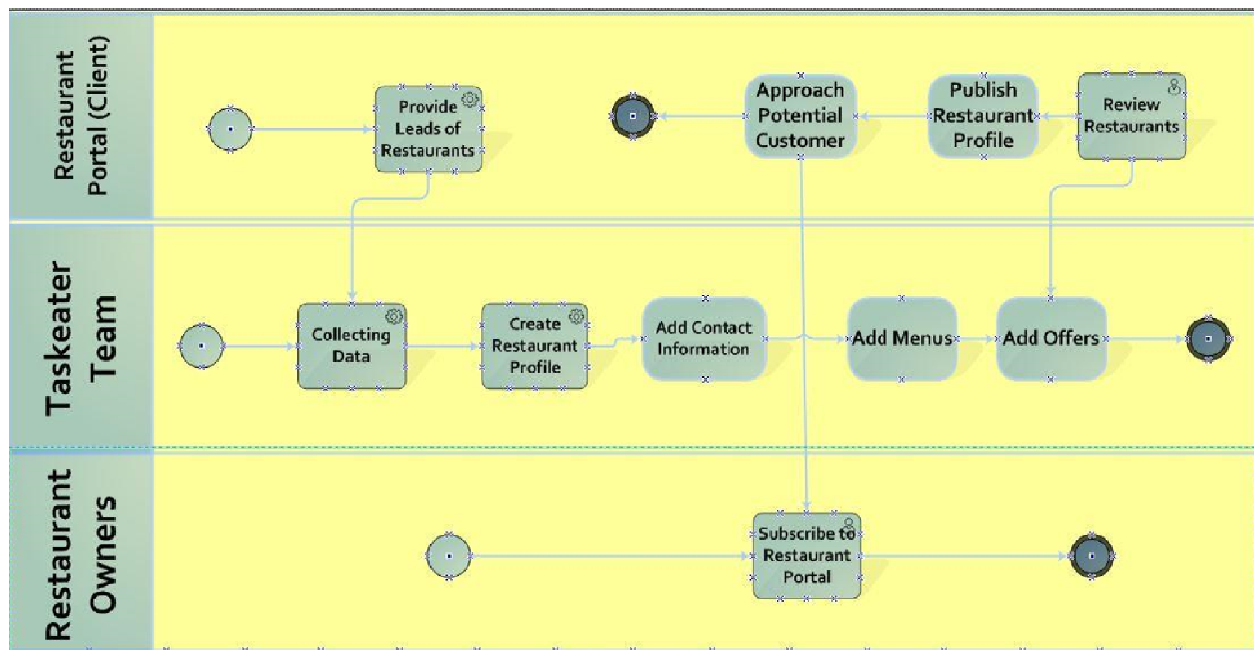 Restaurant
Portal (Client)
Provide
Leads of
Restaurants
Approach
Potential
Customer
Publish
Restaurant
Profile
Review
Restaurants
Taskeater
Team
Collecting
Data
Create
Restaurant
Profile
Add Contact
Information
Add Menus
Add Offers
Restaurant
Owners
Subscribe to
Restaurant
Portal